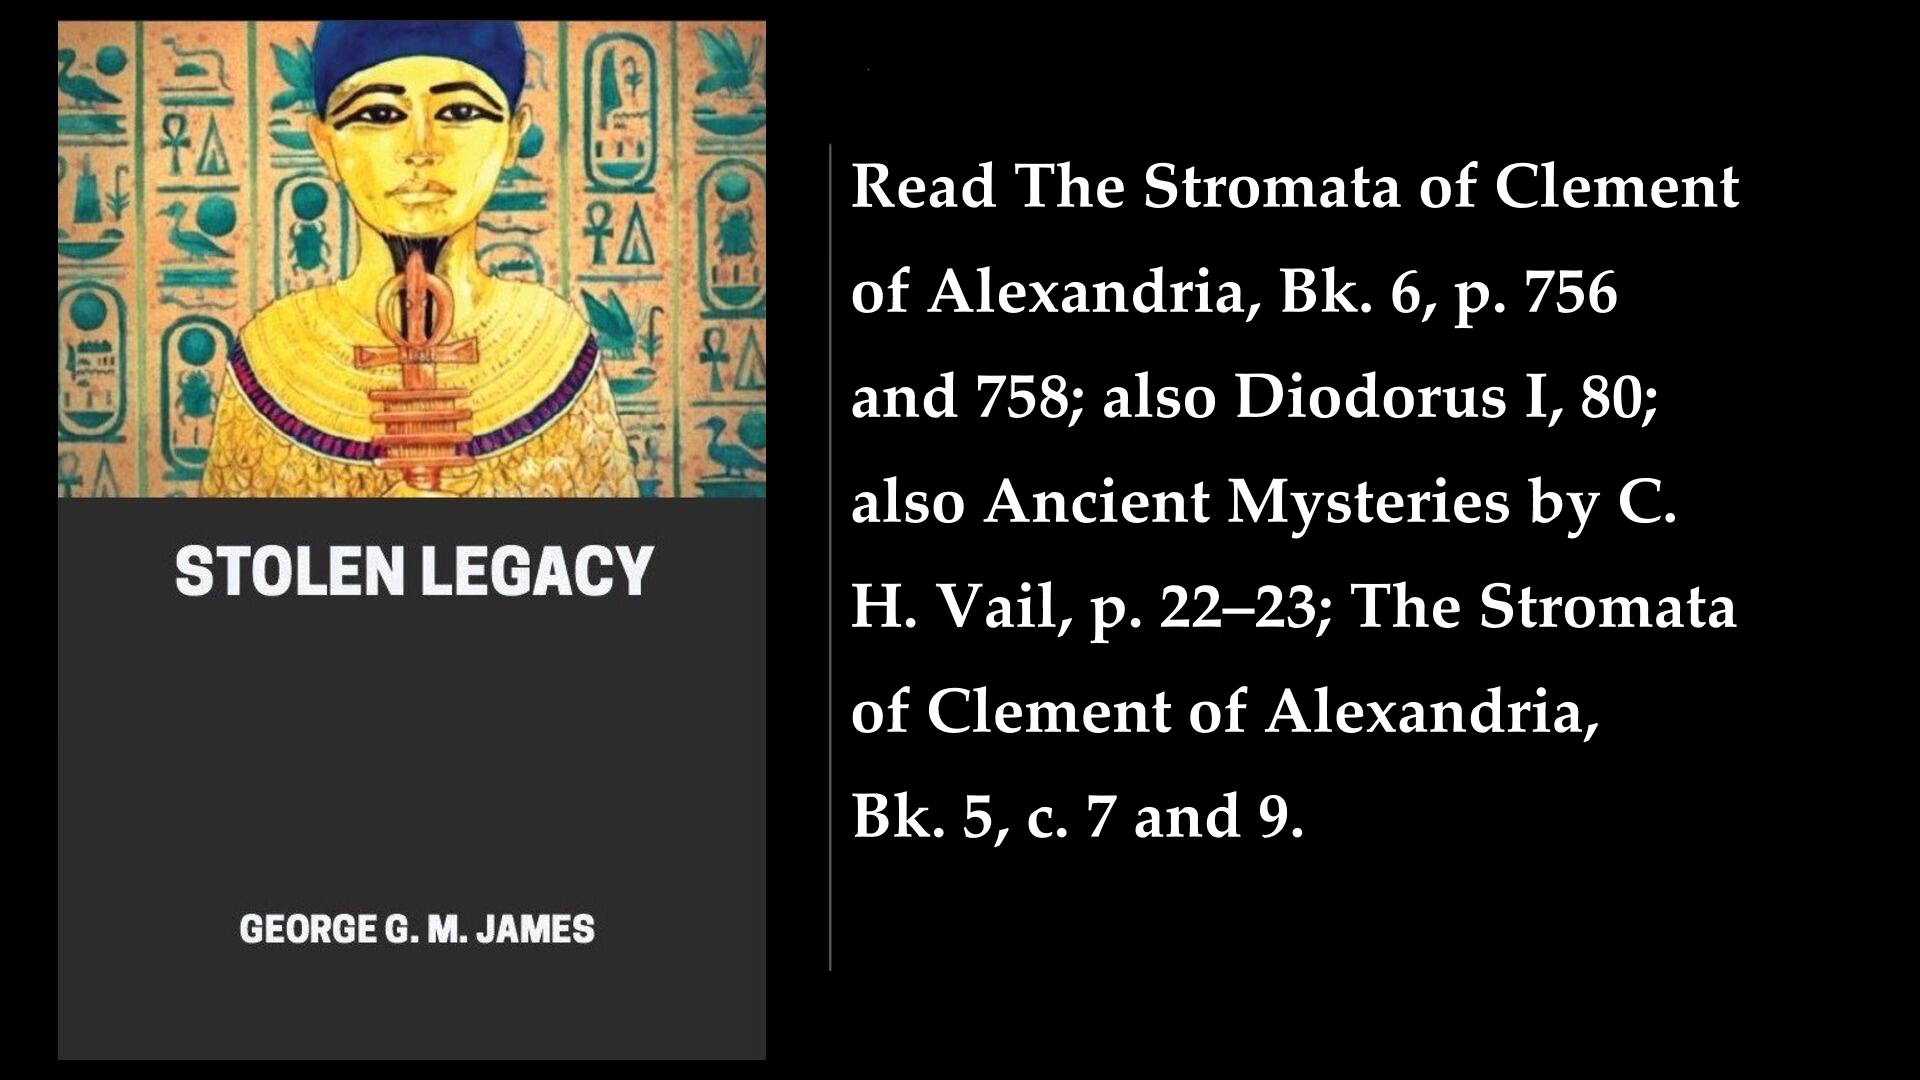 STOLEN LEGACY
GEORGE G. M. JAMES
Read The Stromata of Clement
of Alexandria, Bk. 6, p. 756
and 758; also Diodorus I, 80;
also Ancient Mysteries by C.
H. Vail, p. 22–23; The Stromata
of Clement of Alexandria,
Bk. 5, c. 7 and 9.